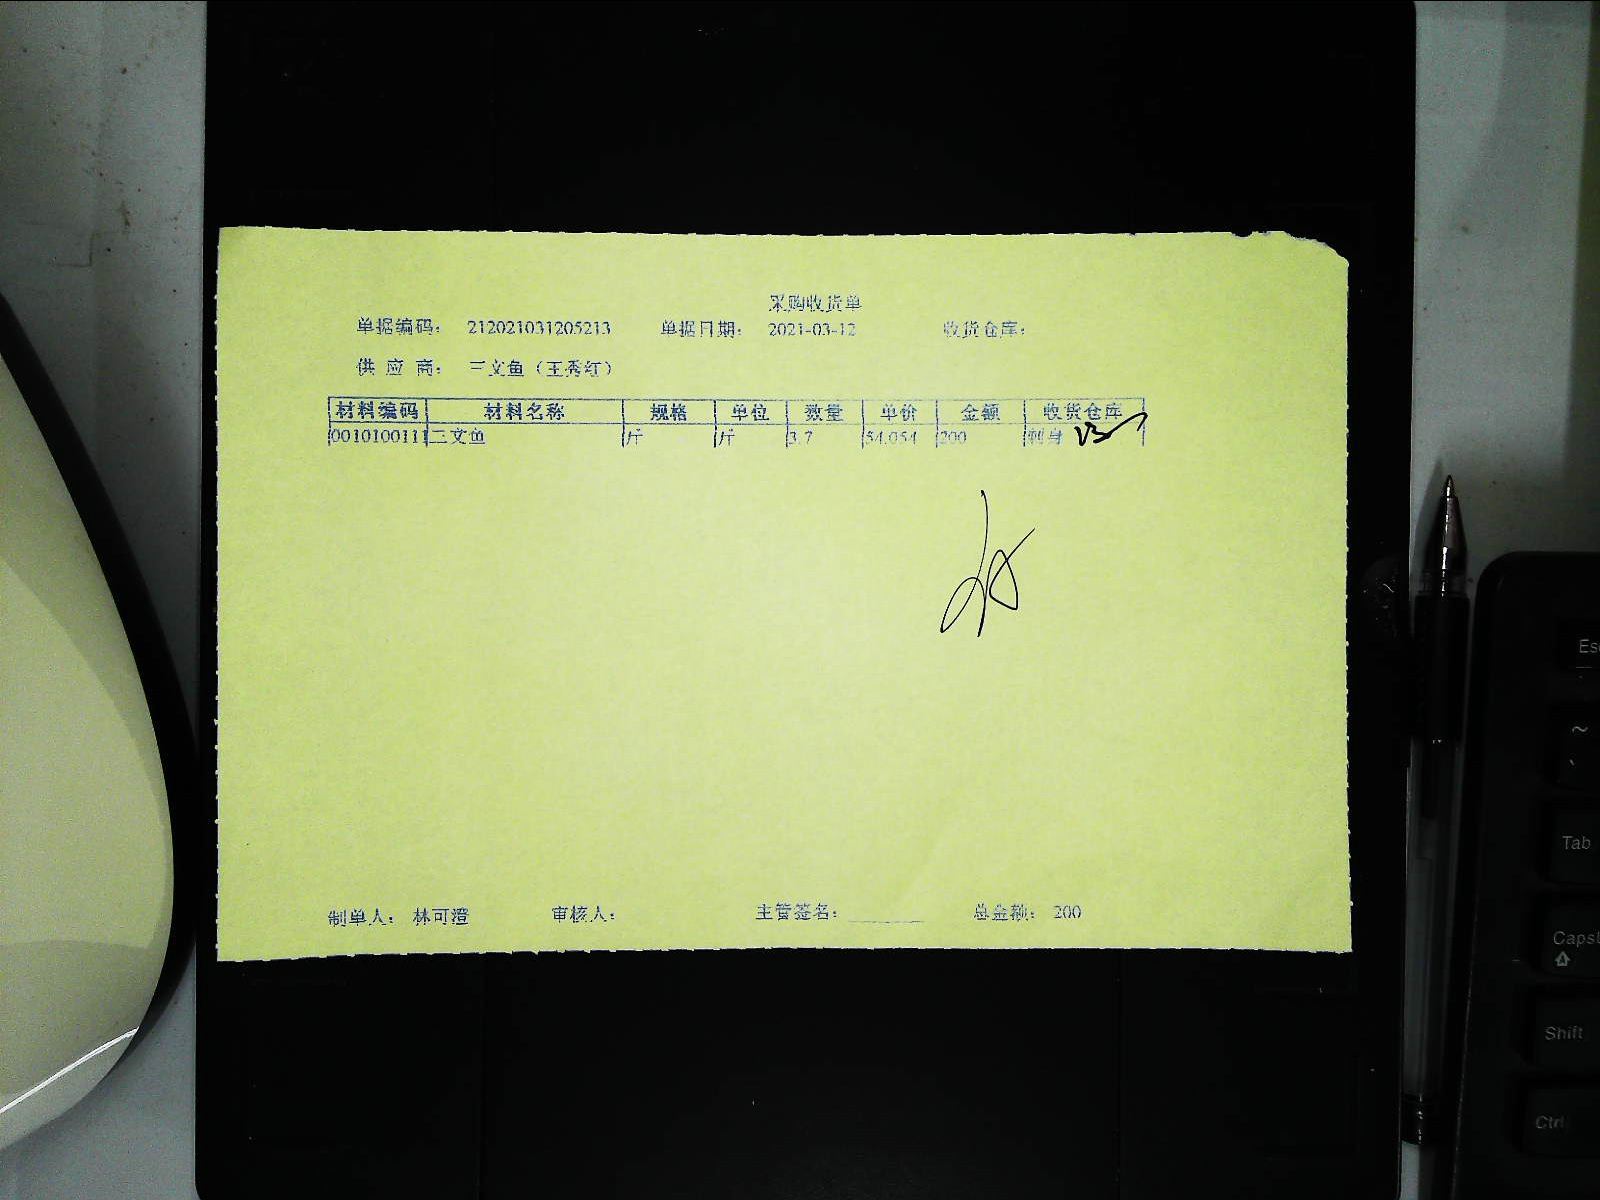 采购收货单
单据编码： 212021031205213 单据日期： 2021-03-12 收货仓库：
供 应 商： 三文鱼（王秀红）
材料编码 材料名称 规格 单位 数量 单价 金额 收货仓库
0010100111 三文鱼 斤 斤 3.7 54.054 200 刺身
制单人： 林可澄 审核人： 主管签名： 总金额： 200
Esc
~
Tab
Caps
Shift
Ctrl